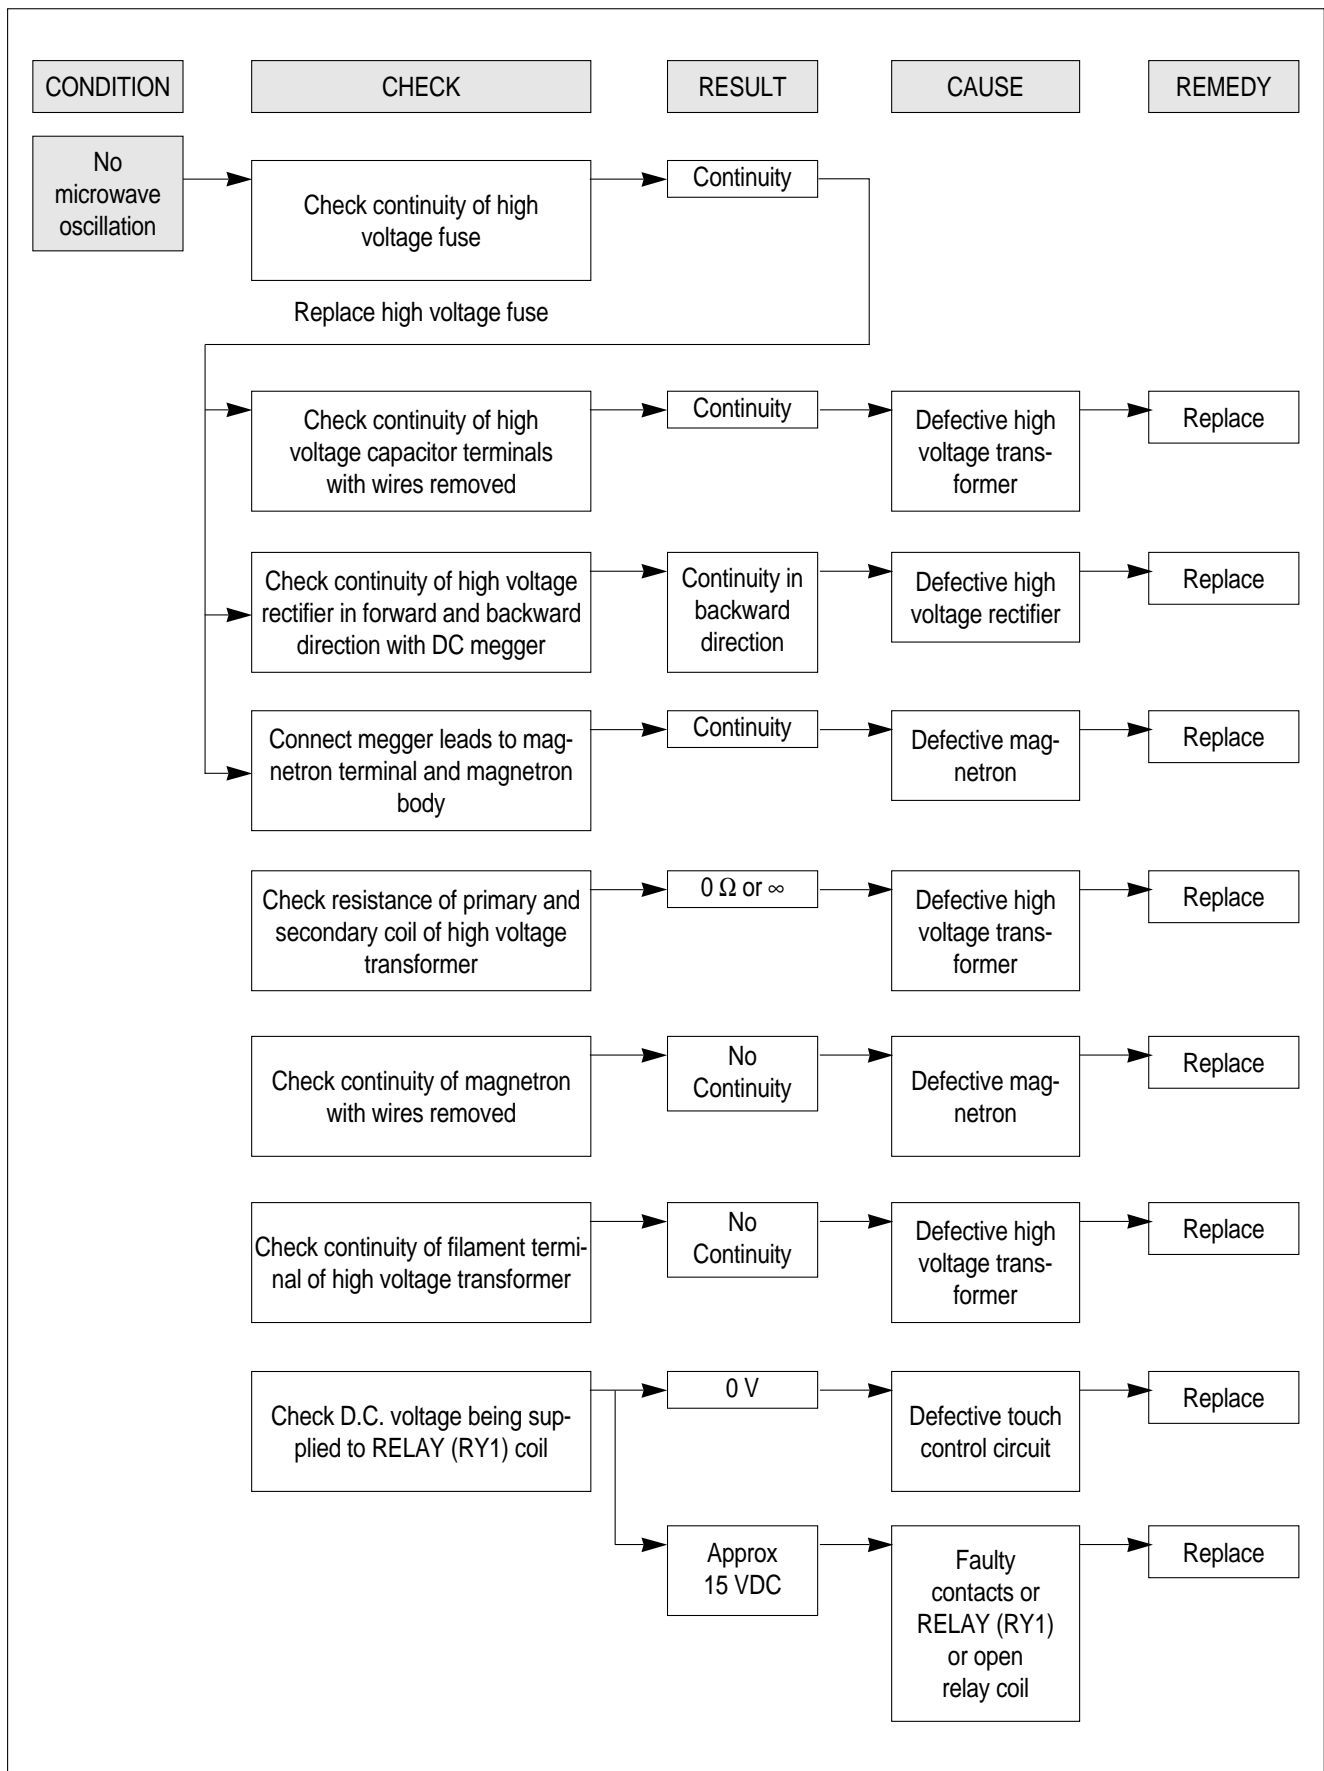 CONDITION CHECK RESULT CAUSE REMEDY
No
microwave
oscillation
Check continuity of high
voltage fuse
Continuity
Replace high voltage fuse
Check continuity of high
voltage capacitor terminals
with wires removed
Continuity
Defective high
voltage trans-
former
Replace
Check continuity of high voltage
rectifier in forward and backward
direction with DC megger
Continuity in
backward
direction
Defective high
voltage rectifier
Replace
Connect megger leads to mag-
netron terminal and magnetron
body
Continuity
Defective mag-
netron
Replace
Check resistance of primary and
secondary coil of high voltage
transformer
0 Ω or ∞
Defective high
voltage trans-
former
Replace
Check continuity of magnetron
with wires removed
No
Continuity
Defective mag-
netron
Replace
Check continuity of filament termi-
nal of high voltage transformer
No
Continuity
Defective high
voltage trans-
former
Replace
Check D.C. voltage being sup-
plied to RELAY (RY1) coil
0 V
Defective touch
control circuit
Replace
Approx
15 VDC
Faulty
contacts or
RELAY (RY1)
or open
relay coil
Replace